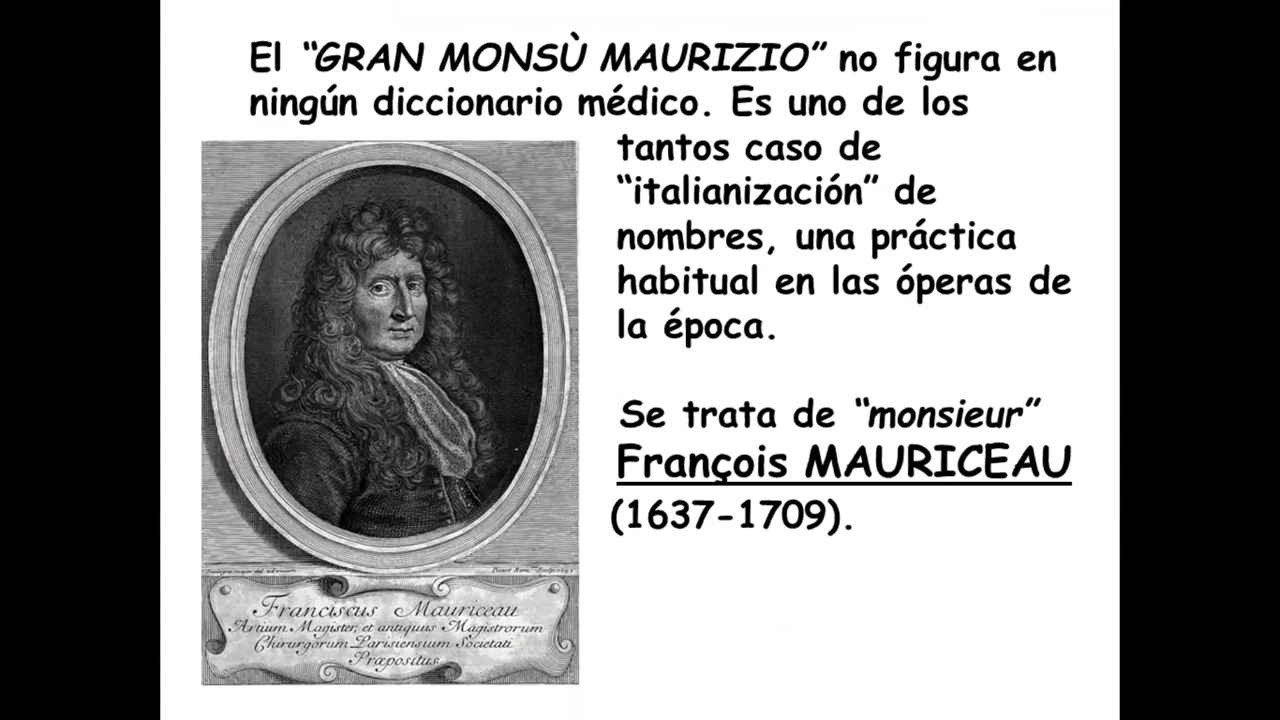 El “GRAN MONSÙ MAURIZIO” no figura en
ningún diccionario médico. Es uno de los
tantos caso de
“italianización” de
nombres, una práctica
habitual en las óperas de
la época.
Se trata de “monsieur”
François MAURICEAU
(1637-1709).
Franciscus Mauriceau
Artium Magister, et antiquus Magistrorum
Chirurgorum Parisiensium Societati
Præpositus